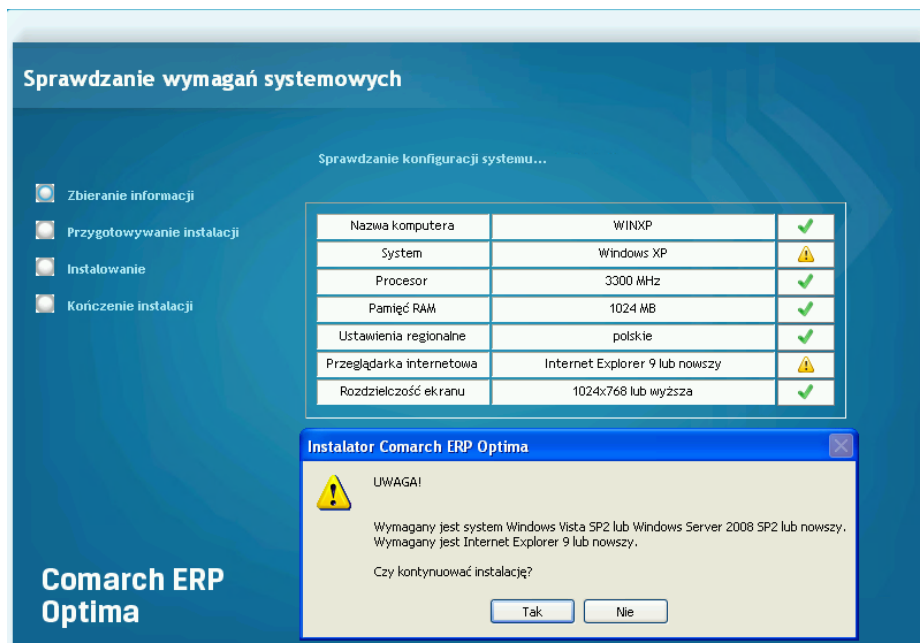 Sprawdzanie wymagań systemowych
Sprawdzanie konfiguracji systemu...
Zbieranie informacji
Przygotowywanie instalacji
Instalowanie
Kończenie instalacji
Nazwa komputera WINXP
System Windows XP
Procesor 3300 MHz
Pamięć RAM 1024 MB
Ustawienia regionalne polskie
Przeglądarka internetowa Internet Explorer 9 lub nowszy
Rozdzielczość ekranu 1024x768 lub wyższa
Instalator Comarch ERP Optima
UWAGA!
Wymagany jest system Windows Vista SP2 lub Windows Server 2008 SP2 lub nowszy.
Wymagany jest Internet Explorer 9 lub nowszy.
Czy kontynuować instalację?
Tak Nie
Comarch ERP
Optima